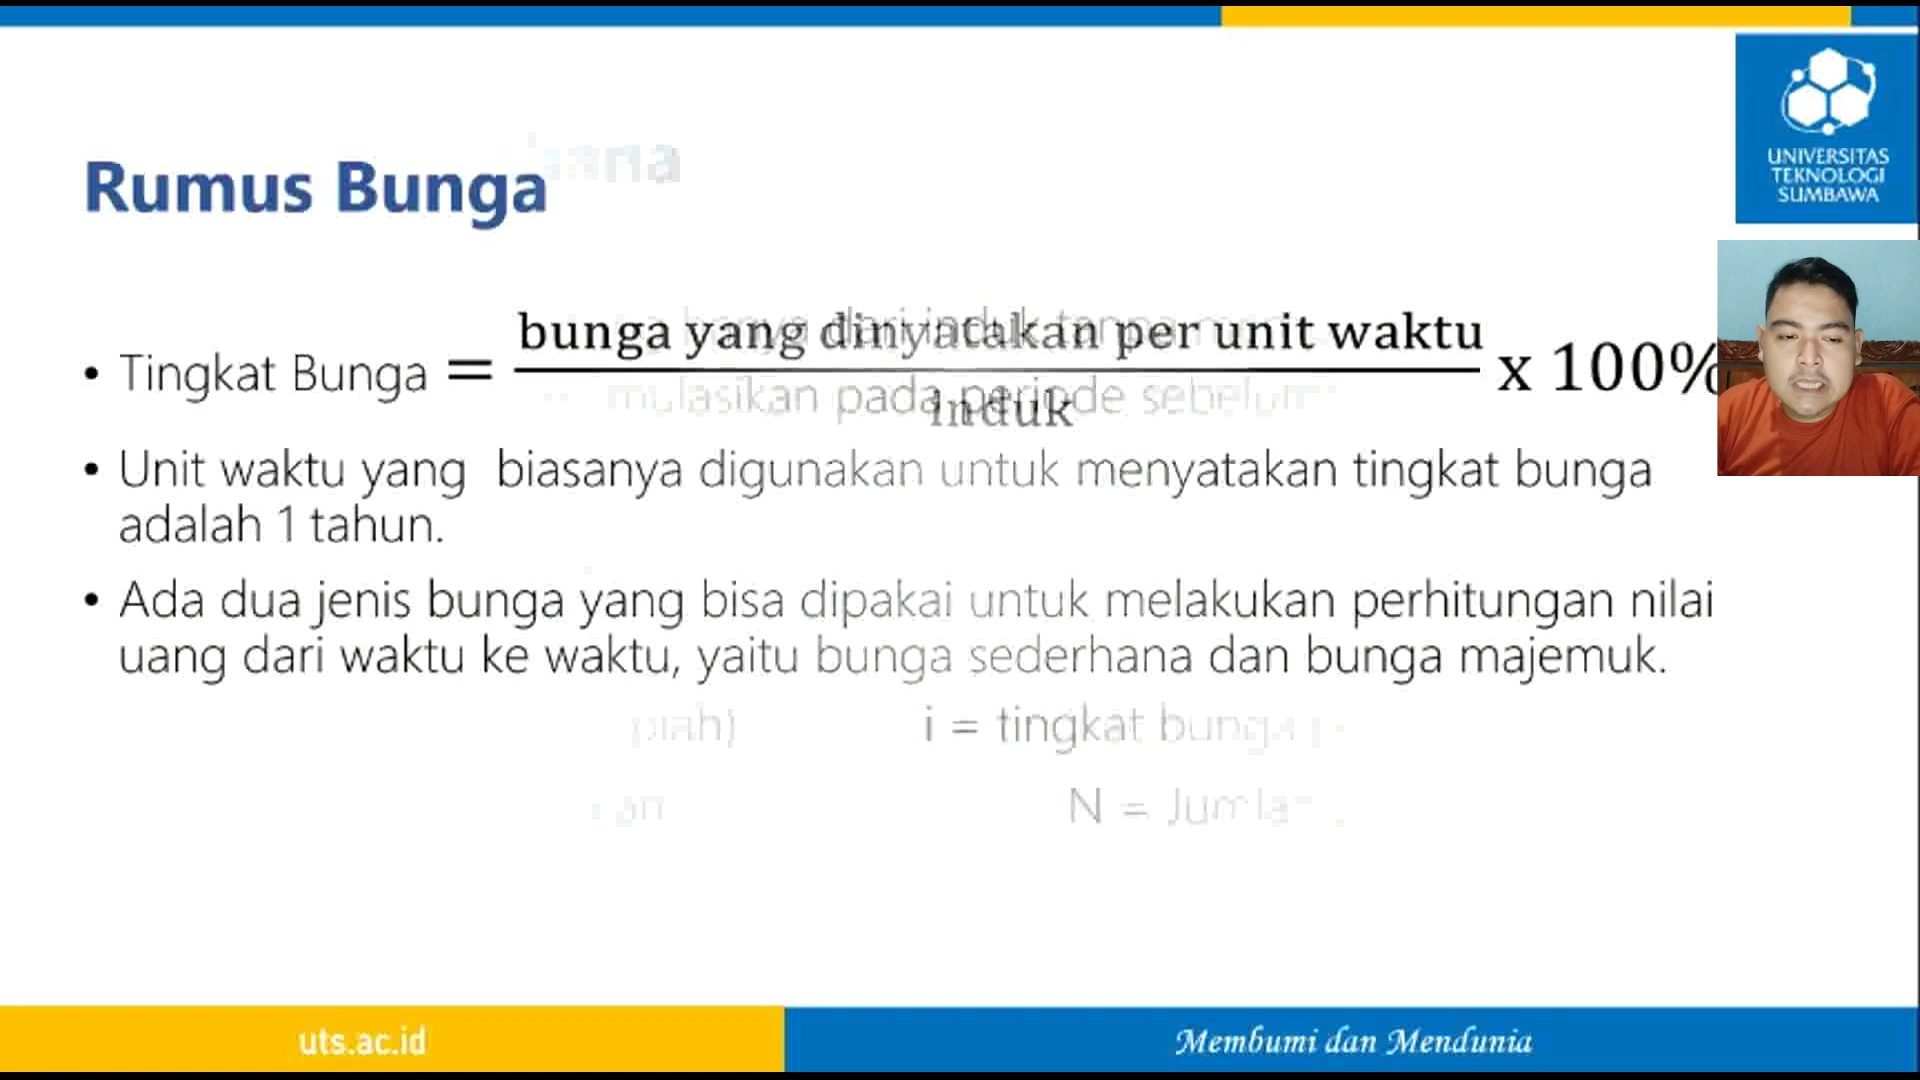 UNIVERSITAS
TEKNOLOGI
SUMBAWA
Rumus Bunga
• Tingkat Bunga = bunga yang dinyatakan per unit waktu
induk
x 100%
• Unit waktu yang biasanya digunakan untuk menyatakan tingkat bunga
adalah 1 tahun.
• Ada dua jenis bunga yang bisa dipakai untuk melakukan perhitungan nilai
uang dari waktu ke waktu, yaitu bunga sederhana dan bunga majemuk.
i = tingkat bunga
N =
uts.ac.id
Membumi dan Mendunia